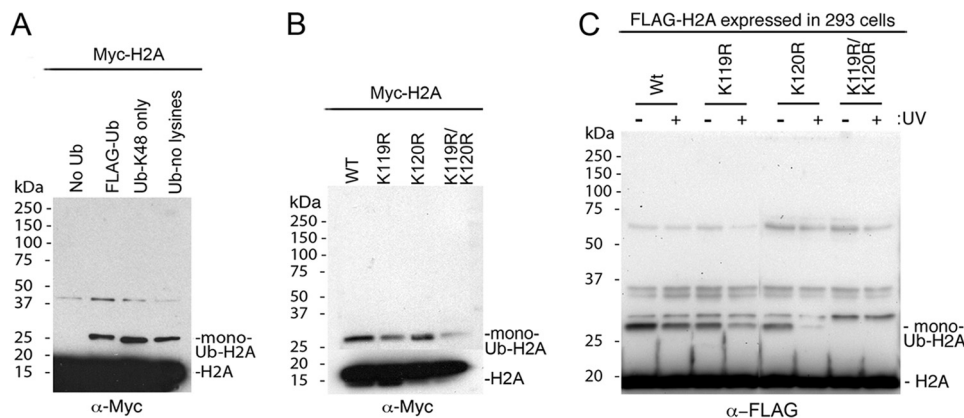 A
Myc-H2A
No Ub
FLAG-Ub
Ub-K48 only
Ub-no lysines
kDa
250 -
150 -
100 -
75 -
50 -
37 -
25 -
20 -
15 -
-mono-
Ub-H2A
-H2A
α-Myc
B
Myc-H2A
WT
K119R
K120R
K119R/
K120R
kDa
250 -
150 -
100 -
75 -
50 -
37 -
25 -
20 -
15 -
-mono-
Ub-H2A
-H2A
α-Myc
C
FLAG-H2A expressed in 293 cells
Wt
K119R
K120R
K119R/
K120R
- + - + - + - + :UV
kDa
250 -
150 -
100 -
75 -
50 -
37 -
25 -
20 -
- mono-
Ub-H2A
- H2A
α–FLAG